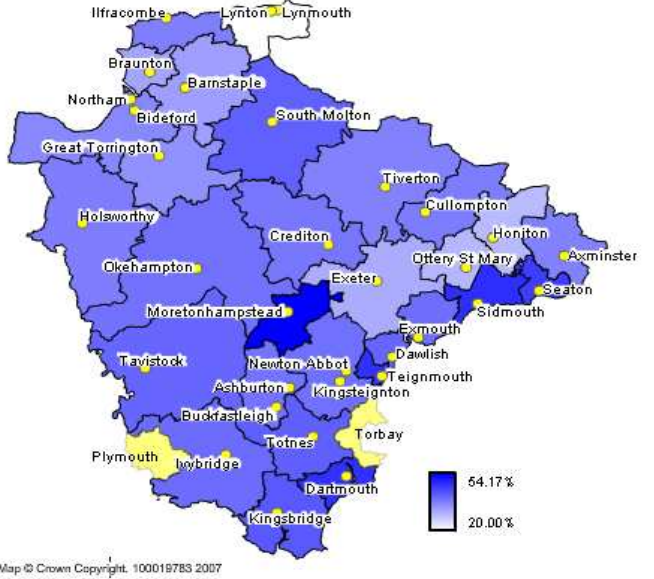 Ilfracombe
Lynton
Lynmouth
Braunton
Barnstaple
Northam
Bideford
South Molton
Great Torrington
Tiverton
Cullompton
Holsworthy
Crediton
Honiton
Ottery St Mary
Axminster
Okehampton
Exeter
Seaton
Moretonhampstead
Sidmouth
Exmouth
Dawlish
Tavistock
Newton Abbot
Teignmouth
Ashburton
Kingsteignton
Buckfastleigh
Torbay
Totnes
Plymouth
Ivybridge
Dartmouth
Kingsbridge
54.17%
20.00%
Map © Crown Copyright. 100019783 2007